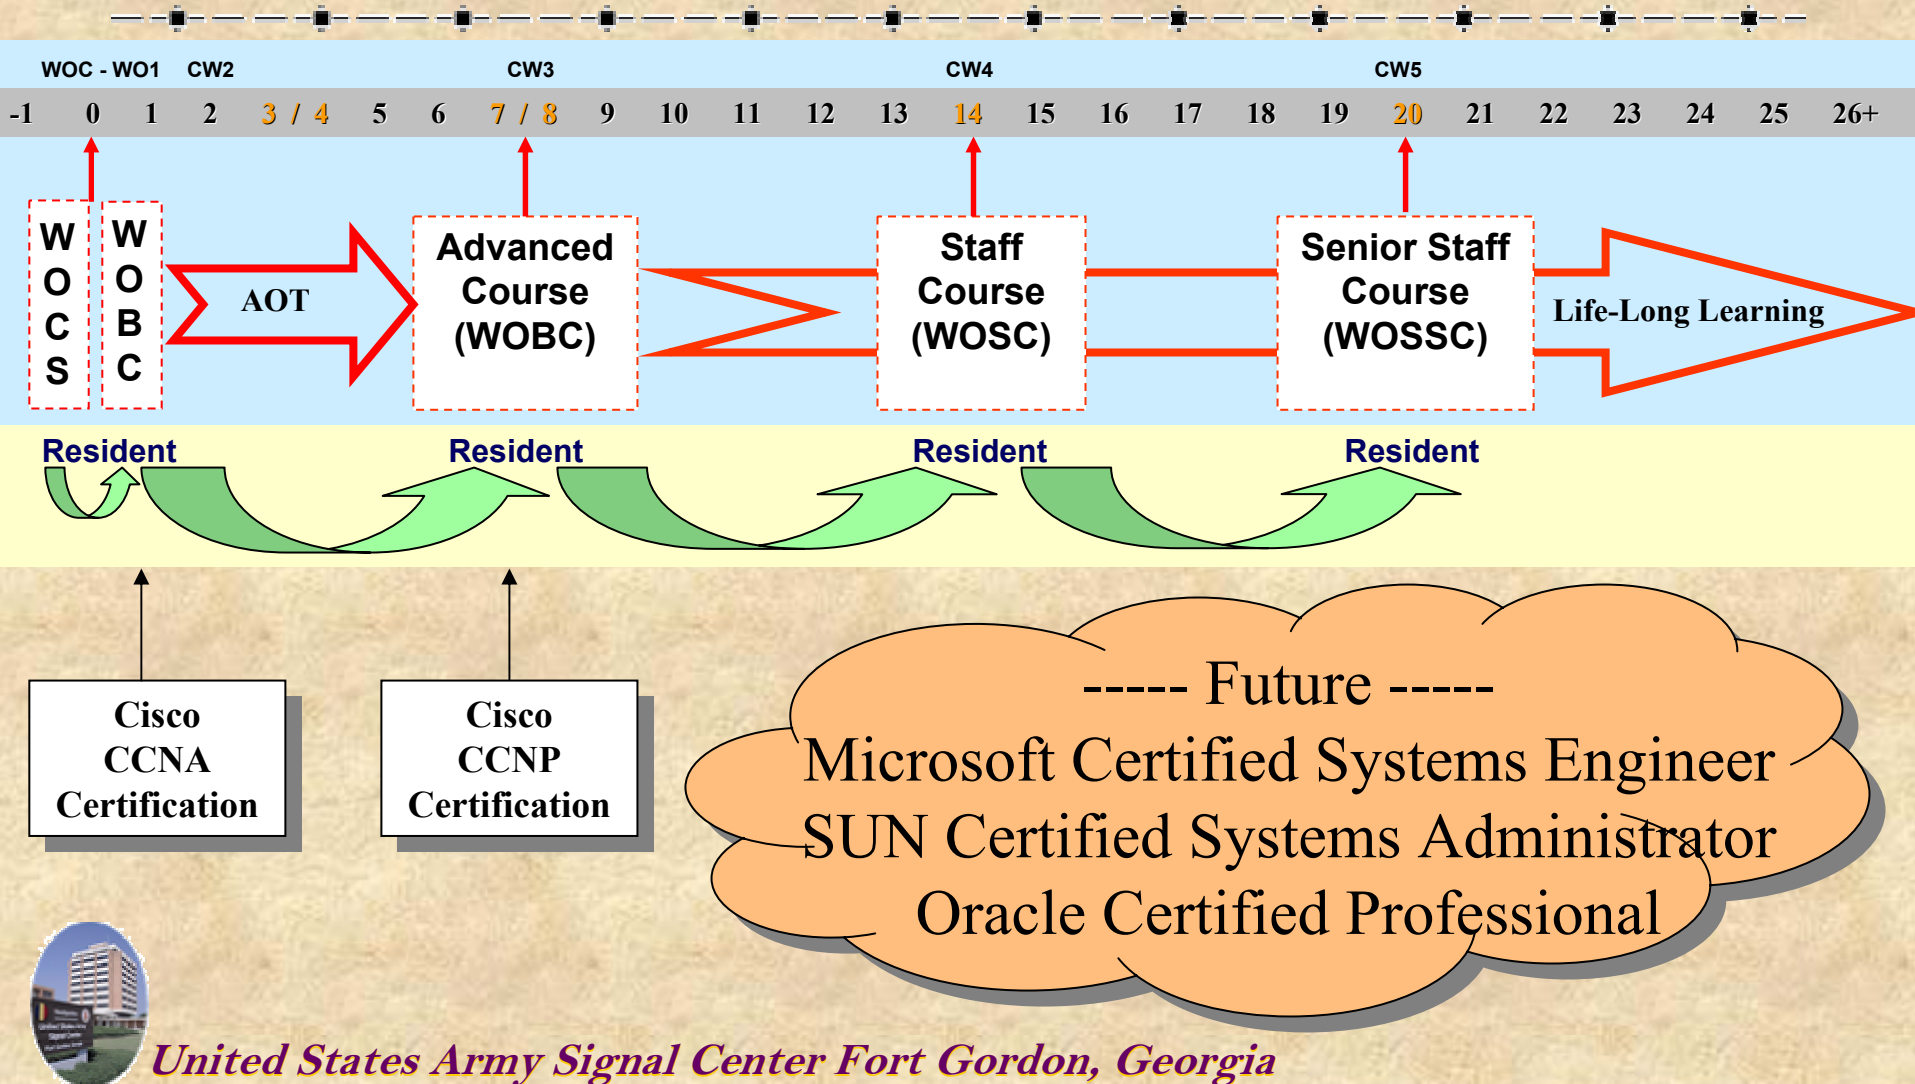 WOC - WO1 CW2 CW3 CW4 CW5
-1 0 1 2 3 / 4 5 6 7 / 8 9 10 11 12 13 14 15 16 17 18 19 20 21 22 23 24 25 26+
W
O
C
S
W
O
B
C
AOT
Advanced
Course
(WOBC)
Staff
Course
(WOSC)
Senior Staff
Course
(WOSSC)
Life-Long Learning
Resident Resident Resident Resident
Cisco
CCNA
Certification
Cisco
CCNP
Certification
----- Future -----
Microsoft Certified Systems Engineer
SUN Certified Systems Administrator
Oracle Certified Professional
United States Army Signal Center Fort Gordon, Georgia